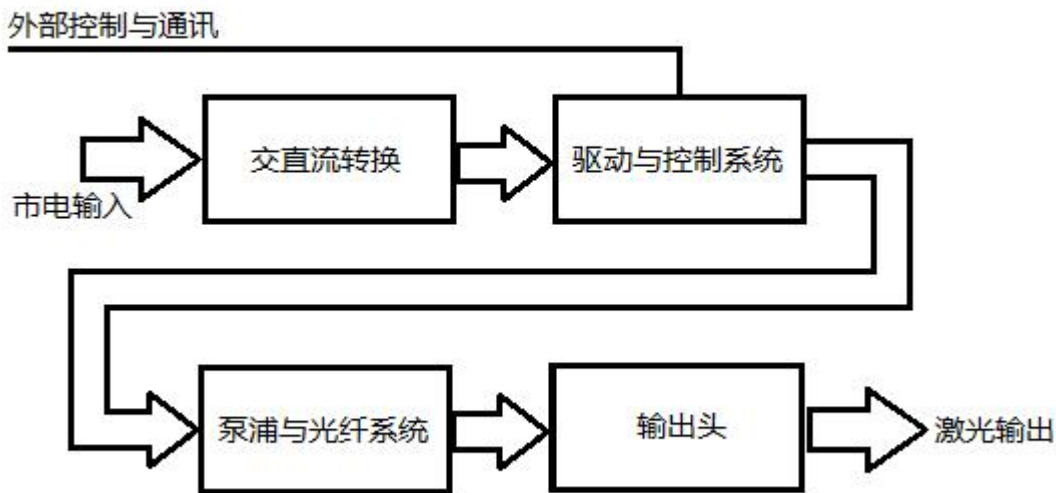 外部控制与通讯
交直流转换
驱动与控制系统
市电输入
泵浦与光纤系统
输出头
激光输出